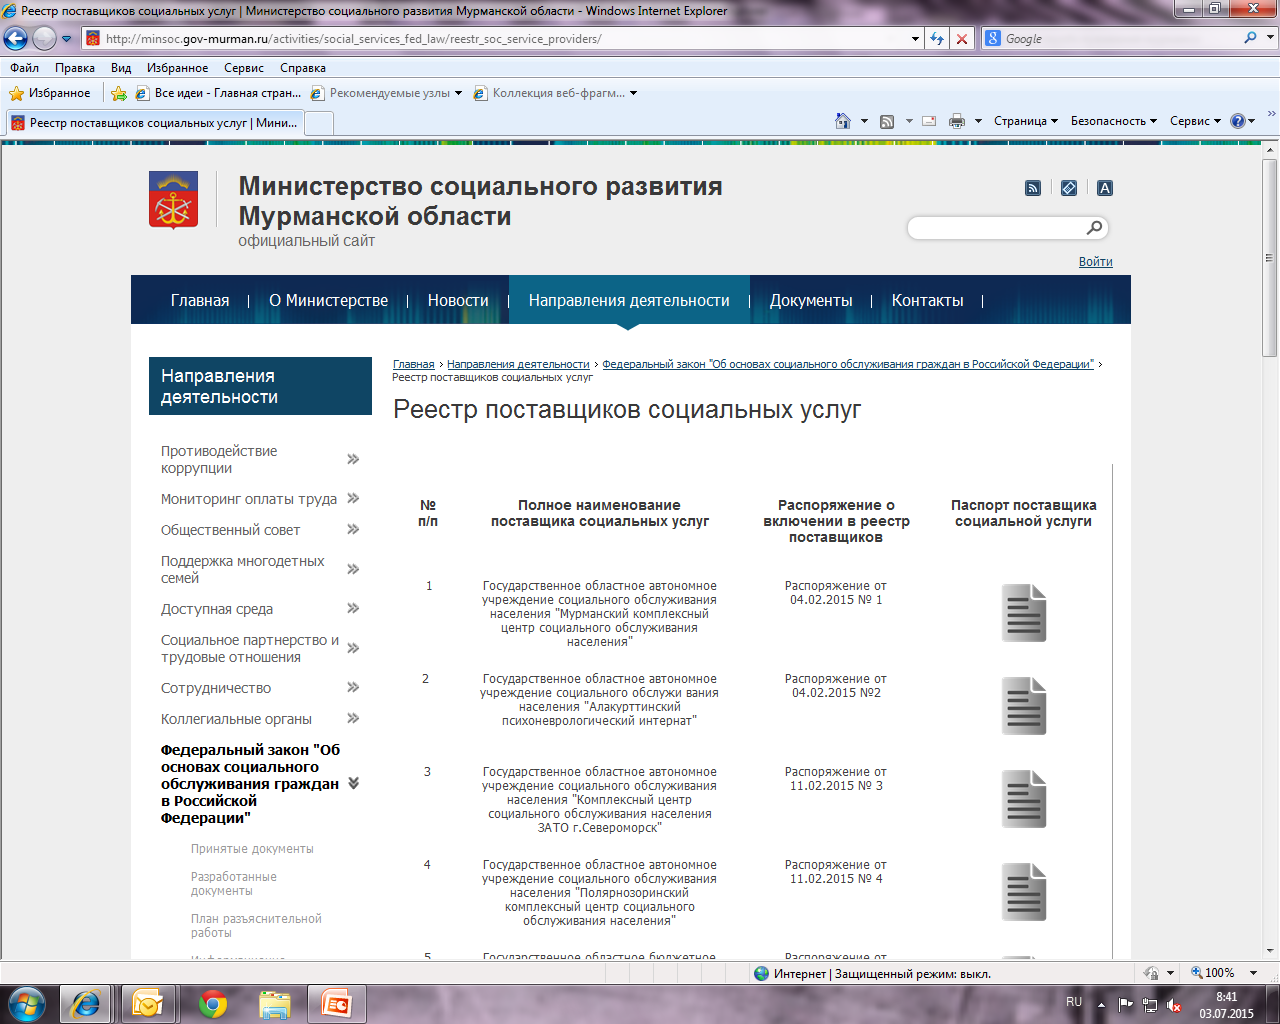 Реестр поставщиков социальных услуг | Министерство социального развития Мурманской области - Windows Internet Explorer
http://minsoc.gov-murman.ru/activities/social_services_fed_law/reestr_soc_service_providers/
Google
Файл Правка Вид Избранное Сервис Справка
Избранное Все идеи - Главная стран... Рекомендуемые узлы Коллекция веб-фрагм...
Реестр поставщиков социальных услуг | Мини...
Страница Безопасность Сервис
Министерство социального развития
Мурманской области
официальный сайт
A
Войти
Главная | О Министерстве | Новости | Направления деятельности | Документы | Контакты |
Направления
деятельности
Противодействие
коррупции
Мониторинг оплаты труда
Общественный совет
Поддержка многодетных
семей
Доступная среда
Социальное партнерство и
трудовые отношения
Сотрудничество
Коллегиальные органы
Федеральный закон "Об
основах социального
обслуживания граждан
в Российской
Федерации"
Принятые документы
Разработанные
документы
План разъяснительной
работы
Главная › Направления деятельности › Федеральный закон "Об основах социального обслуживания граждан в Российской Федерации" ›
Реестр поставщиков социальных услуг
Реестр поставщиков социальных услуг
№
п/п
Полное наименование
поставщика социальных услуг
Распоряжение о
включении в реестр
поставщиков
Паспорт поставщика
социальной услуги
1
Государственное областное автономное
учреждение социального обслуживания
населения "Мурманский комплексный
центр социального обслуживания
населения"
Распоряжение от
04.02.2015 № 1
2
Государственное областное автономное
учреждение социального обслужи вания
населения "Алакурттинский
психоневрологический интернат"
Распоряжение от
04.02.2015 №2
3
Государственное областное автономное
учреждение социального обслуживания
населения "Комплексный центр
социального обслуживания населения
ЗАТО г.Североморск"
Распоряжение от
11.02.2015 № 3
4
Государственное областное автономное
учреждение социального обслуживания
населения "Полярнозоринский
комплексный центр социального
обслуживания населения"
Распоряжение от
11.02.2015 № 4
5
Государственное областное бюджетное
Распоряжение от
Интернет | Защищенный режим: выкл.
100%
RU
8:41
03.07.2015